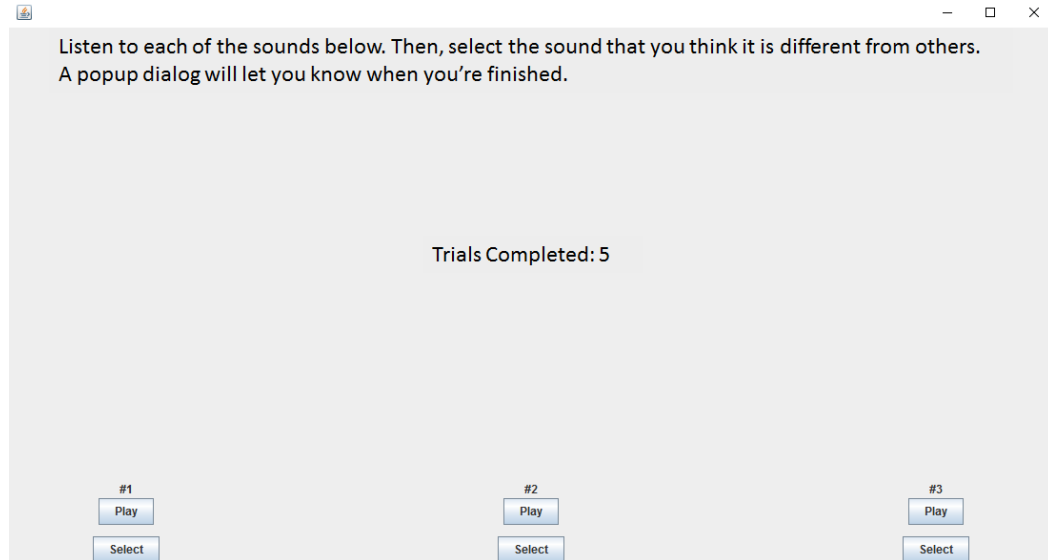 Listen to each of the sounds below. Then, select the sound that you think it is different from others.
A popup dialog will let you know when you're finished.
Trials Completed: 5
#1 #2 #3
Play Play Play
Select Select Select